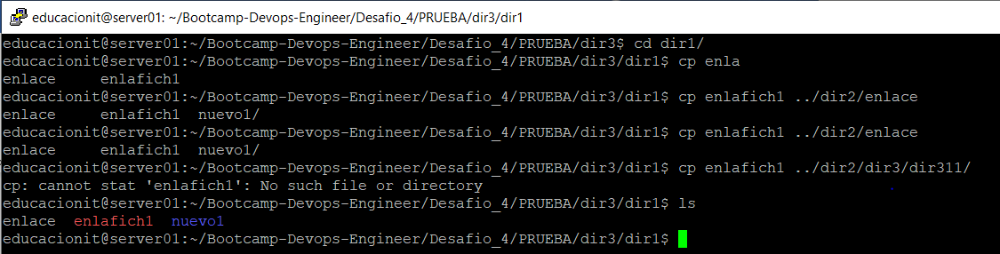 educacionit@server01: ~/Bootcamp-Devops-Engineer/Desafio_4/PRUEBA/dir3/dir1
educacionit@server01:~/Bootcamp-Devops-Engineer/Desafio_4/PRUEBA/dir3$ cd dir1/
educacionit@server01:~/Bootcamp-Devops-Engineer/Desafio_4/PRUEBA/dir3/dir1$ cp enla
enlace     enlafich1
educacionit@server01:~/Bootcamp-Devops-Engineer/Desafio_4/PRUEBA/dir3/dir1$ cp enlafich1 ../dir2/enlace
enlace     enlafich1  nuevo1/
educacionit@server01:~/Bootcamp-Devops-Engineer/Desafio_4/PRUEBA/dir3/dir1$ cp enlafich1 ../dir2/enlace
enlace     enlafich1  nuevo1/
educacionit@server01:~/Bootcamp-Devops-Engineer/Desafio_4/PRUEBA/dir3/dir1$ cp enlafich1 ../dir2/dir3/dir311/
cp: cannot stat 'enlafich1': No such file or directory
educacionit@server01:~/Bootcamp-Devops-Engineer/Desafio_4/PRUEBA/dir3/dir1$ ls
enlace  enlafich1  nuevo1
educacionit@server01:~/Bootcamp-Devops-Engineer/Desafio_4/PRUEBA/dir3/dir1$